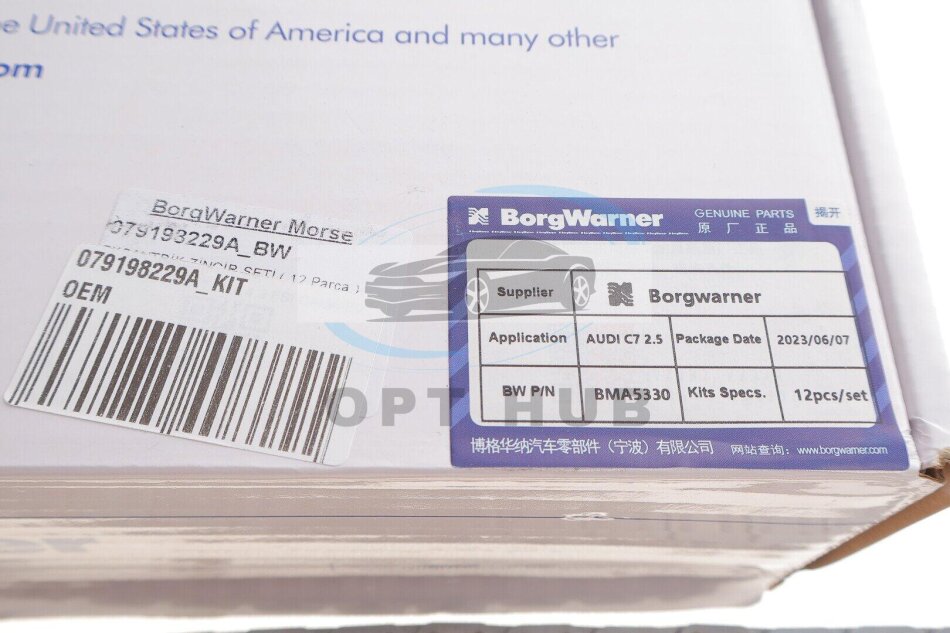 United States of America and many other
om
BorgWarner Morse
079198229A_BW
( 12 Parca )
079198229A_KIT
OEM
BorgWarner
GENUINE PARTS
原厂正品
揭开
Supplier Borgwarner
Application AUDI C7 2.5 Package Date 2023/06/07
BW P/N BMA5330 Kits Specs. 12pcs/set
博格华纳汽车零部件（宁波）有限公司 网站查询：www.borgwarner.com
OPT HUB